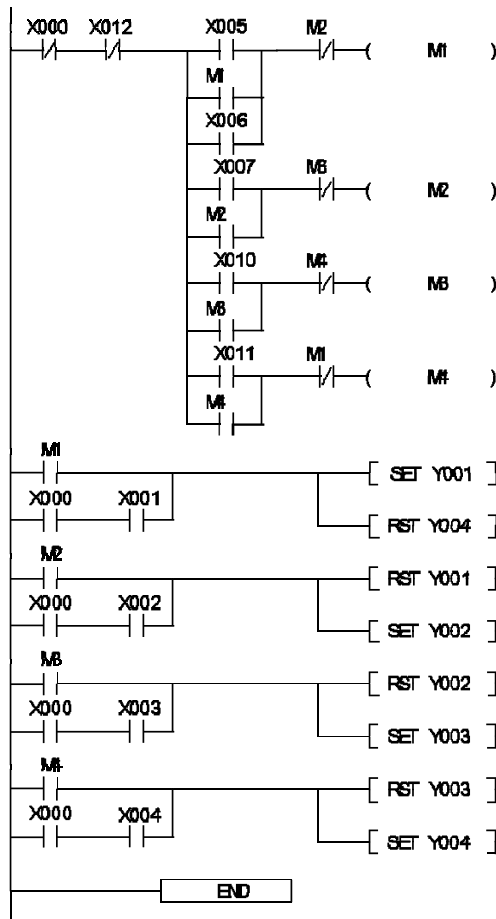 X000 X012 X005 M2
M1
M1
X006
X007 M3
M2
M2
X010 M4
M3
M3
X011 M1
M4
M4
M1
SET Y001
X000 X001
RST Y004
M2
RST Y001
X000 X002
SET Y002
M3
RST Y002
X000 X003
SET Y003
M4
RST Y003
X000 X004
SET Y004
END